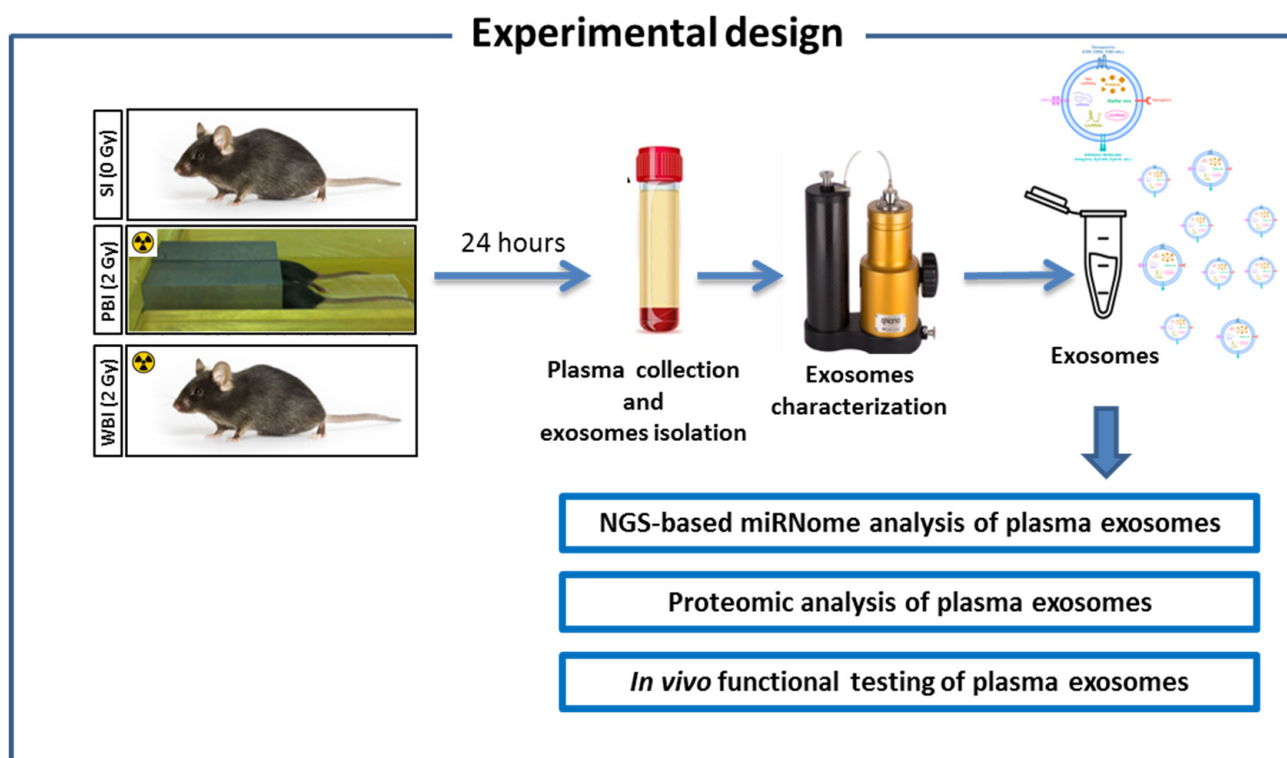 Experimental design
SI (0 Gy)
PBI (2 Gy)
WBI (2 Gy)
24 hours
Plasma collection
and
exosomes isolation
Exosomes
characterization
qNano
Exosomes
NGS-based miRNome analysis of plasma exosomes
Proteomic analysis of plasma exosomes
In vivo functional testing of plasma exosomes